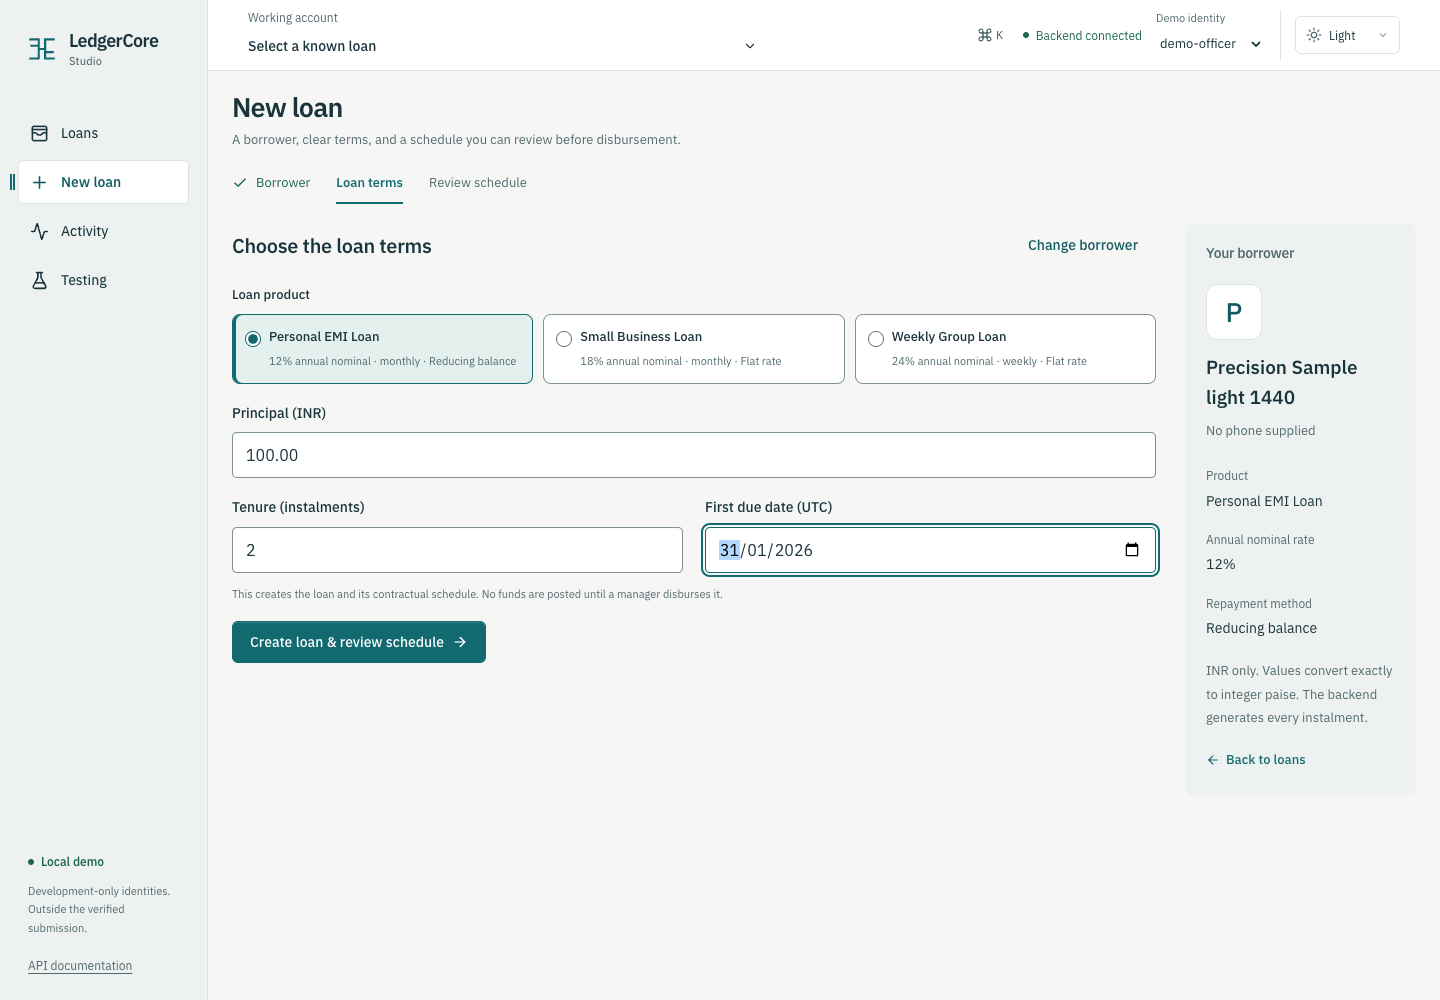 LedgerCore
Studio
Loans
New loan
Activity
Testing
Local demo
Development-only identities.
Outside the verified
submission.
API documentation
Working account
Select a known loan
⌘ K
Backend connected
Demo identity
demo-officer
Light
New loan
A borrower, clear terms, and a schedule you can review before disbursement.
Borrower
Loan terms
Review schedule
Choose the loan terms
Change borrower
Loan product
Personal EMI Loan
12% annual nominal · monthly · Reducing balance
Small Business Loan
18% annual nominal · monthly · Flat rate
Weekly Group Loan
24% annual nominal · weekly · Flat rate
Principal (INR)
100.00
Tenure (instalments)
2
First due date (UTC)
31/01/2026
This creates the loan and its contractual schedule. No funds are posted until a manager disburses it.
Create loan & review schedule
Your borrower
P
Precision Sample
light 1440
No phone supplied
Product
Personal EMI Loan
Annual nominal rate
12%
Repayment method
Reducing balance
INR only. Values convert exactly
to integer paise. The backend
generates every instalment.
Back to loans